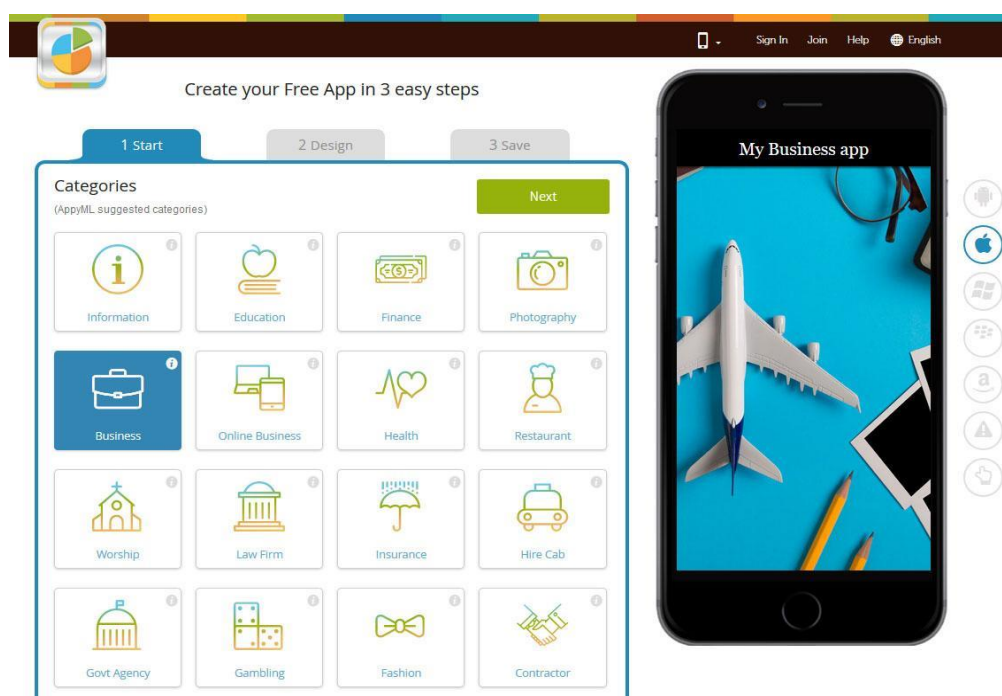 Sign In Join Help English
Create your Free App in 3 easy steps
1 Start 2 Design 3 Save
Categories
(AppyML suggested categories)
Next
Information Education Finance Photography
Business Online Business Health Restaurant
Worship Law Firm Insurance Hire Cab
Govt Agency Gambling Fashion Contractor
My Business app